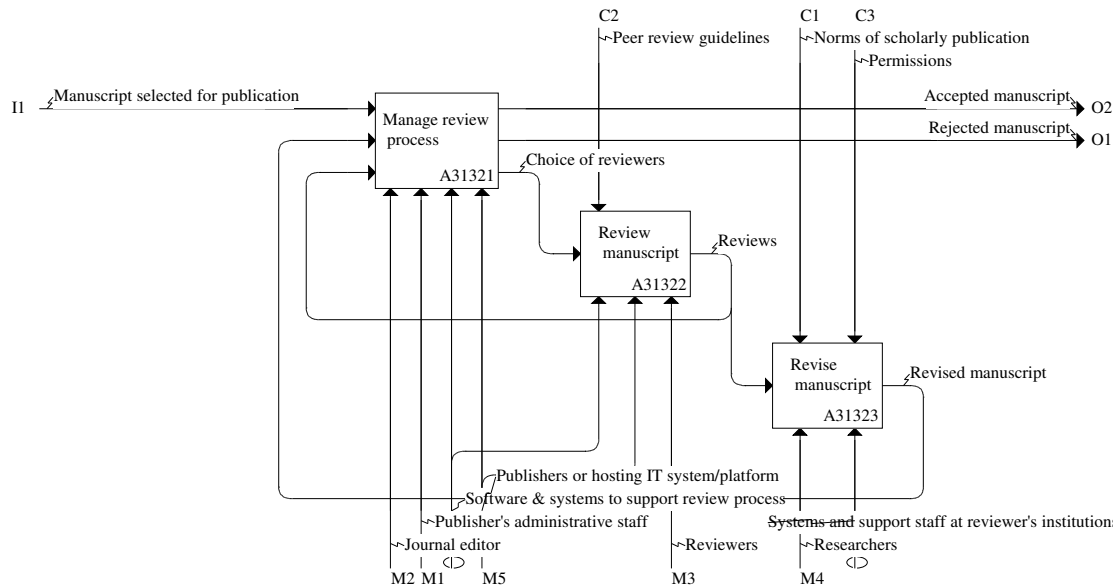 C2
C1
C3
Peer review guidelines
Norms of scholarly publication
Permissions
I1
Manuscript selected for publication
Accepted manuscript
O2
Manage review
process
A31321
Rejected manuscript
O1
Choice of reviewers
Review
manuscript
A31322
Reviews
Revise
manuscript
A31323
Revised manuscript
Publishers or hosting IT system/platform
Software & systems to support review process
Publisher's administrative staff
Systems and support staff at reviewer's institutions
Journal editor
Reviewers
Researchers
M2
M1
M5
M3
M4